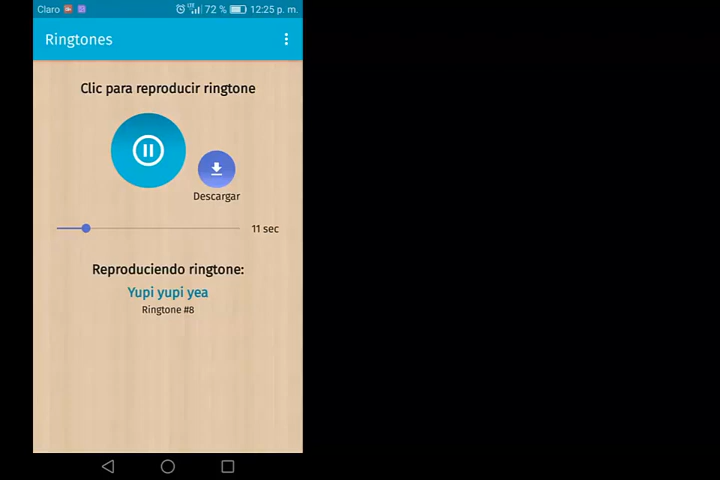 Claro LTE 72 % 12:25 p. m.
Ringtones
Clic para reproducir ringtone
Descargar
11 sec
Reproduciendo ringtone:
Yupi yupi yea
Ringtone #8